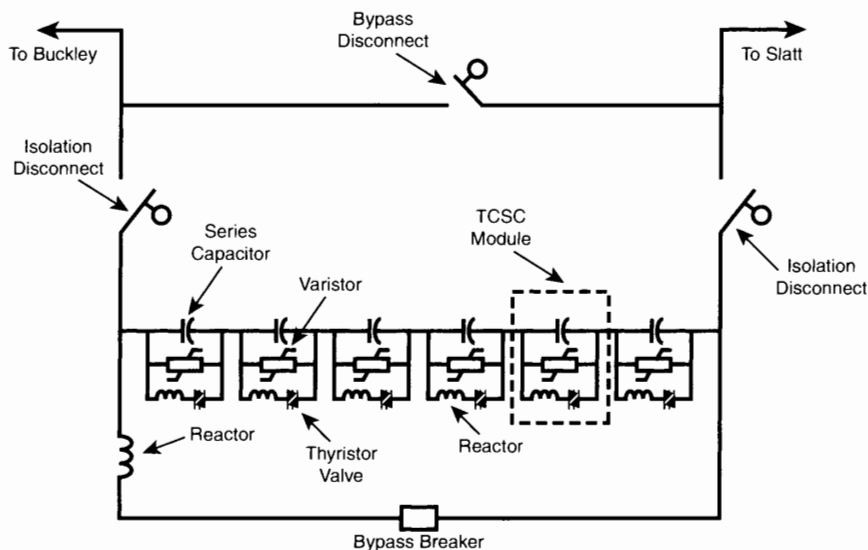 Bypass
Disconnect
To Buckley
To Slatt
Isolation
Disconnect
Series
Capacitor
TCSC
Module
Varistor
Isolation
Disconnect
Reactor
Thyristor
Valve
Reactor
Bypass Breaker